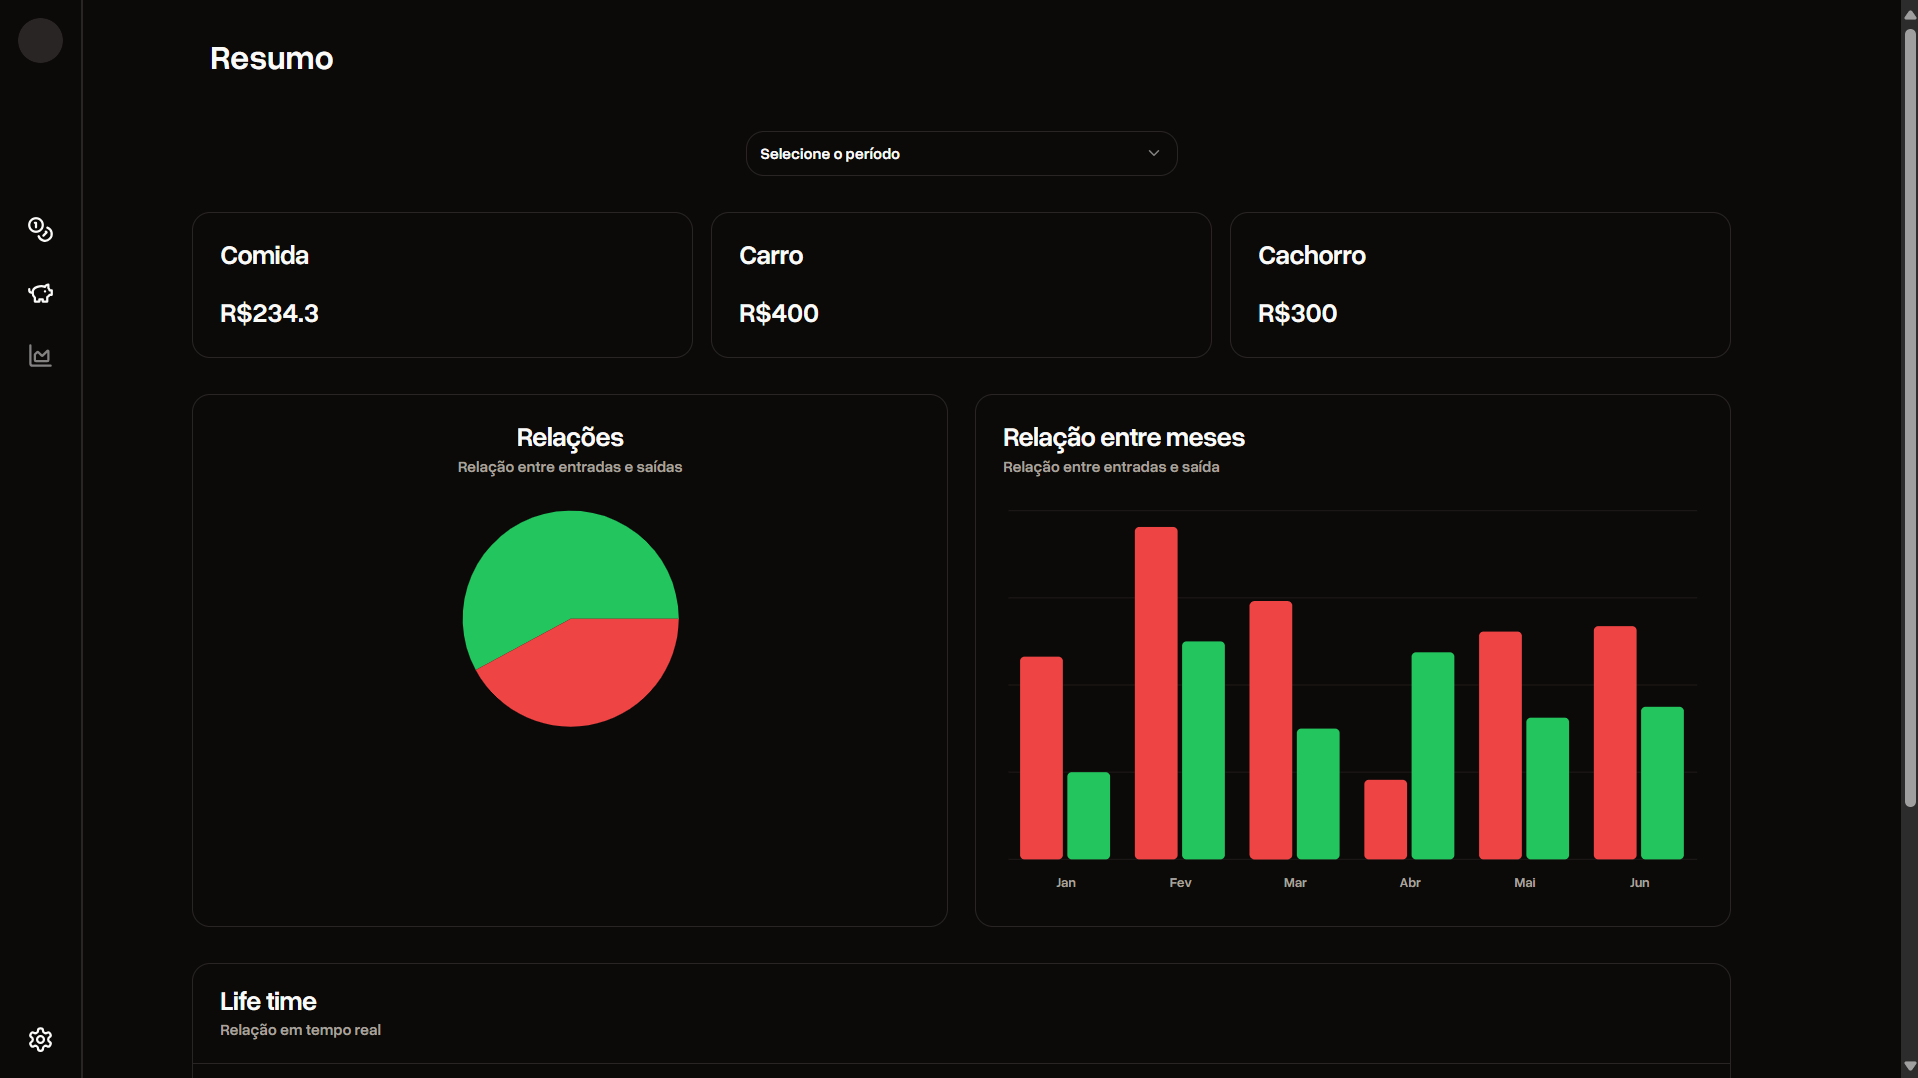 Resumo
Selecione o período
Comida
R$234.3
Carro
R$400
Cachorro
R$300
Relações
Relação entre entradas e saídas
Relação entre meses
Relação entre entradas e saída
Jan
Fev
Mar
Abr
Mai
Jun
Life time
Relação em tempo real